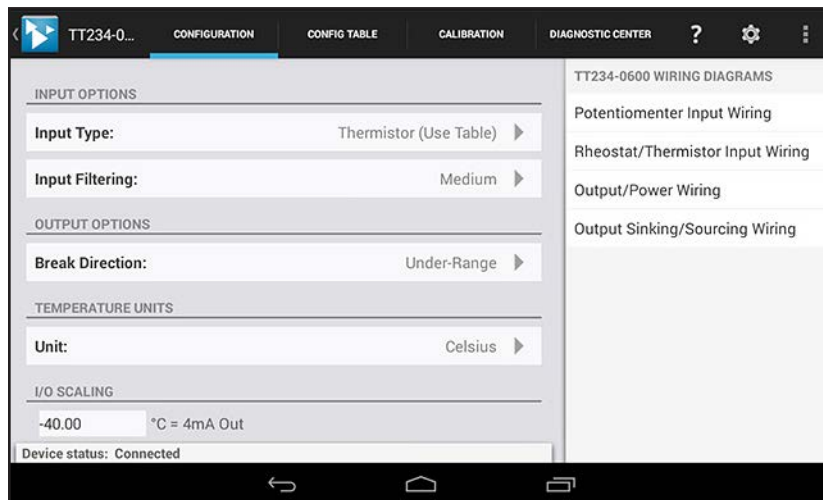 TT234-0...
CONFIGURATION
CONFIG TABLE
CALIBRATION
DIAGNOSTIC CENTER
?
INPUT OPTIONS
Input Type: Thermistor (Use Table)
Input Filtering: Medium
OUTPUT OPTIONS
Break Direction: Under-Range
TEMPERATURE UNITS
Unit: Celsius
I/O SCALING
-40.00 °C = 4mA Out
Device status: Connected
TT234-0600 WIRING DIAGRAMS
Potentiomenter Input Wiring
Rheostat/Thermistor Input Wiring
Output/Power Wiring
Output Sinking/Sourcing Wiring